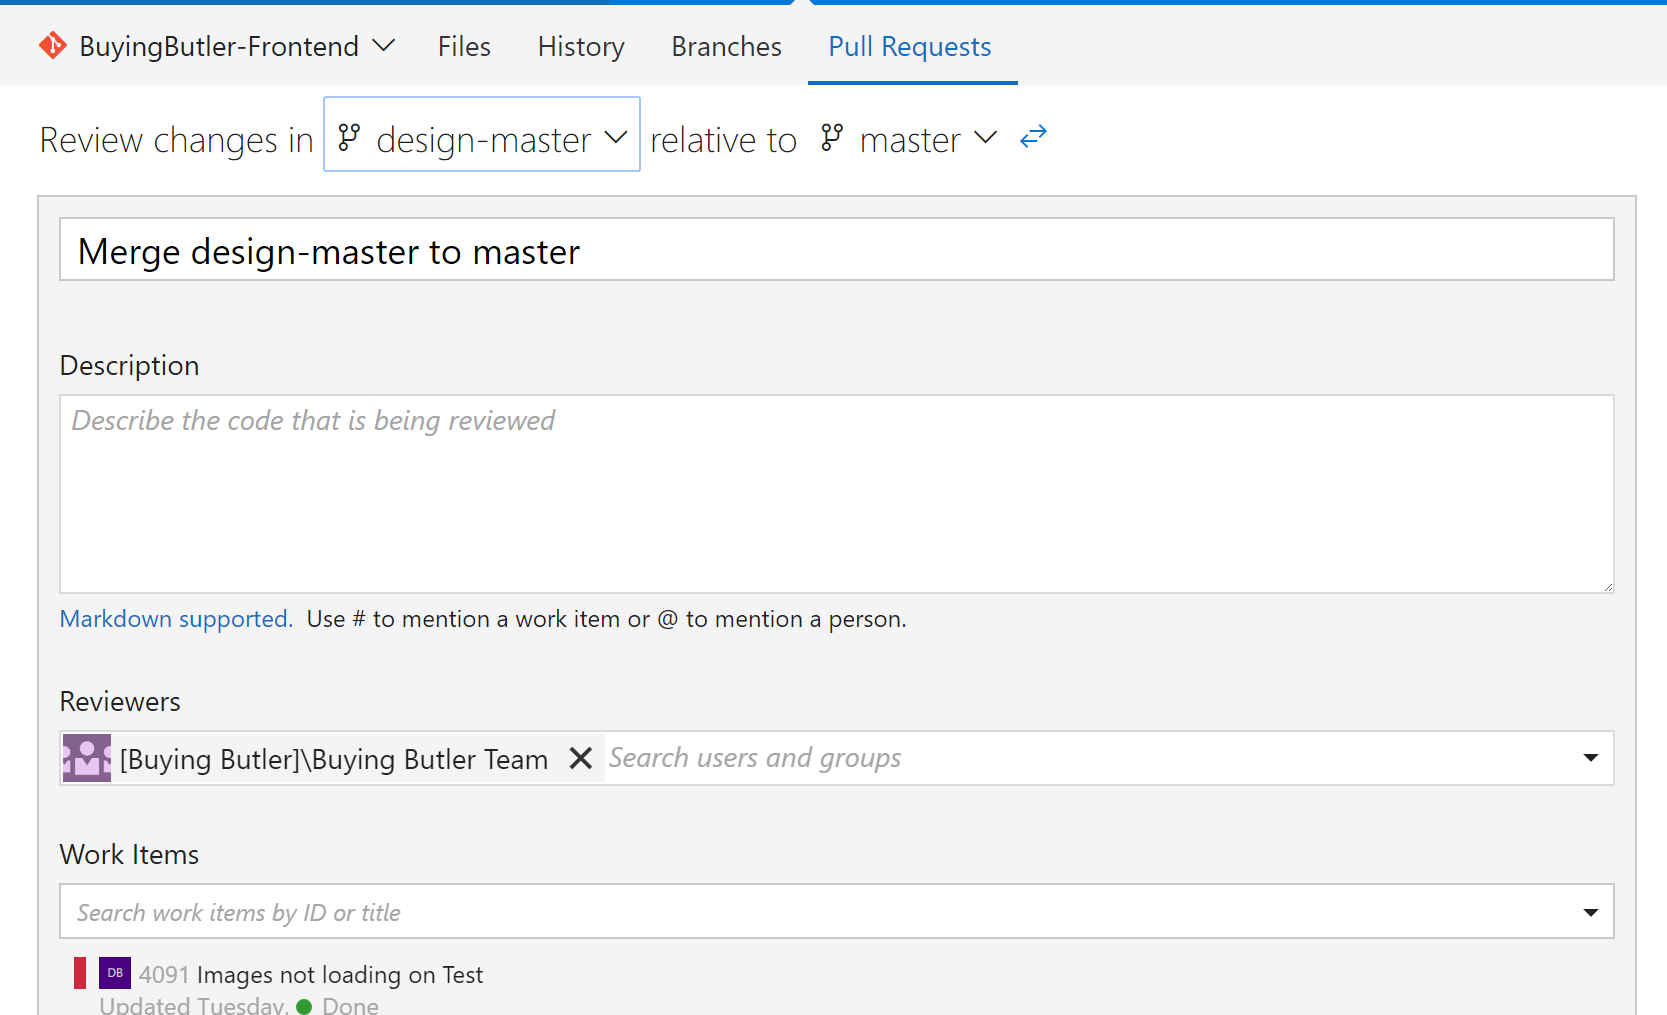 BuyingButler-Frontend Files History Branches Pull Requests
Review changes in design-master relative to master
Merge design-master to master
Description
Describe the code that is being reviewed
Markdown supported. Use # to mention a work item or @ to mention a person.
Reviewers
[Buying Butler]\Buying Butler Team Search users and groups
Work Items
Search work items by ID or title
DB 4091 Images not loading on Test
Updated Tuesday, Done